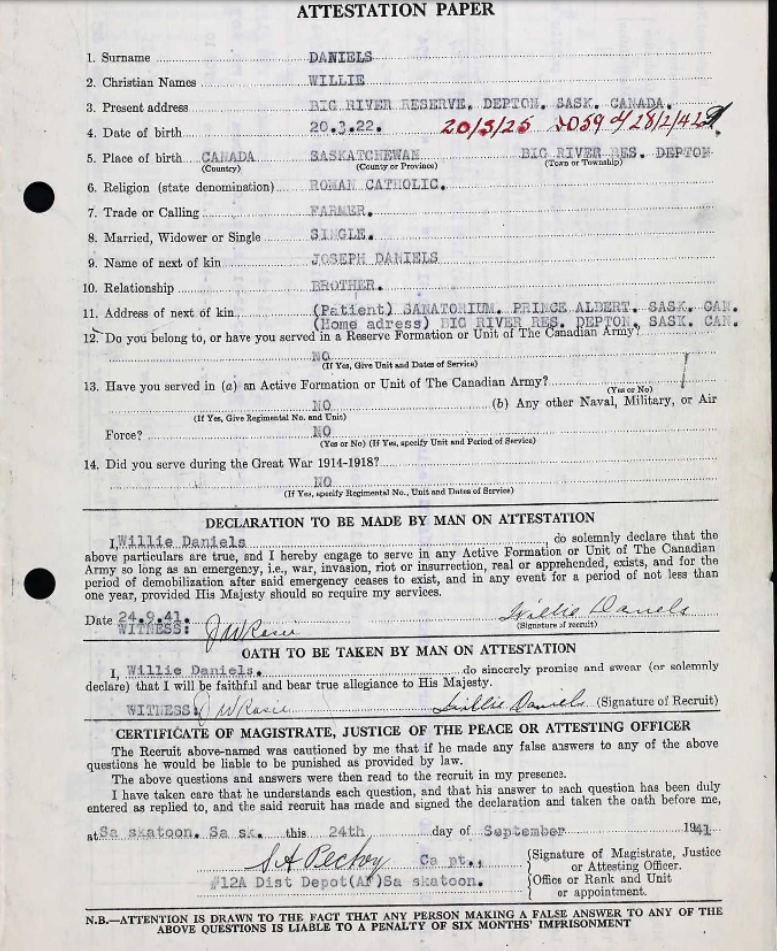 ATTESTATION PAPER
1. Surname DANIELS
2. Christian Names WILLIE
3. Present address BIG RIVER RESERVE. DEPTON. SASK. CANADA.
4. Date of birth 20.3.22. 20/3/25 28/2/42
5. Place of birth CANADA SASKATCHEWAN BIG RIVER RES. DEPTON
(Country) (County or Province) (Town or Township)
6. Religion (state denomination) ROMAN CATHOLIC.
7. Trade or Calling FARMER.
8. Married, Widower or Single SINGLE.
9. Name of next of kin JOSEPH DANIELS
10. Relationship BROTHER.
11. Address of next of kin (Patient) SANATORIUM. PRINCE ALBERT. SASK. CAN.
(Home adress) BIG RIVER RES. DEPTON, SASK. CAN.
12. Do you belong to, or have you served in a Reserve Formation or Unit of The Canadian Army?
NO
(If Yes, Give Unit and Dates of Service)
13. Have you served in (a) an Active Formation or Unit of The Canadian Army?
(Yes or No)
NO (b) Any other Naval, Military, or Air
(If Yes, Give Regimental No. and Unit)
Force? NO
(Yes or No) (If Yes, specify Unit and Period of Service)
14. Did you serve during the Great War 1914-1918?
NO
(If Yes, specify Regimental No., Unit and Dates of Service)
DECLARATION TO BE MADE BY MAN ON ATTESTATION
I, Willie Daniels, do solemnly declare that the
above particulars are true, and I hereby engage to serve in any Active Formation or Unit of The Canadian
Army so long as an emergency, i.e., war, invasion, riot or insurrection, real or apprehended, exists, and for the
period of demobilization after said emergency ceases to exist, and in any event for a period of not less than
one year, provided His Majesty should so require my services.
Date 24.9.41. Willie Daniels
WITNESS: (Signature of recruit)
OATH TO BE TAKEN BY MAN ON ATTESTATION
I, Willie Daniels. do sincerely promise and swear (or solemnly
declare) that I will be faithful and bear true allegiance to His Majesty.
WITNESS: Willie Daniels (Signature of Recruit)
CERTIFICATE OF MAGISTRATE, JUSTICE OF THE PEACE OR ATTESTING OFFICER
The Recruit above-named was cautioned by me that if he made any false answers to any of the above
questions he would be liable to be punished as provided by law.
The above questions and answers were then read to the recruit in my presence.
I have taken care that he understands each question, and that his answer to each question has been duly
entered as replied to, and the said recruit has made and signed the declaration and taken the oath before me,
at Sa skatoon. Sa sk. this 24th day of September 1941
Ca pt., (Signature of Magistrate, Justice
or Attesting Officer.
#12A Dist Depot(AF)Sa skatoon. (Office or Rank and Unit
or appointment.
N.B.—ATTENTION IS DRAWN TO THE FACT THAT ANY PERSON MAKING A FALSE ANSWER TO ANY OF THE
ABOVE QUESTIONS IS LIABLE TO A PENALTY OF SIX MONTHS' IMPRISONMENT